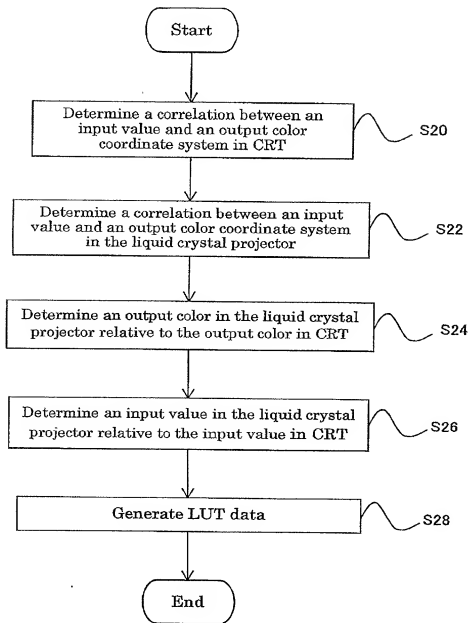 Start
Determine a correlation between an
input value and an output color
coordinate system in CRT
S20
Determine a correlation between an input
value and an output color coordinate system
in the liquid crystal projector
S22
Determine an output color in the liquid crystal
projector relative to the output color in CRT
S24
Determine an input value in the liquid crystal
projector relative to the input value in CRT
S26
Generate LUT data
S28
End